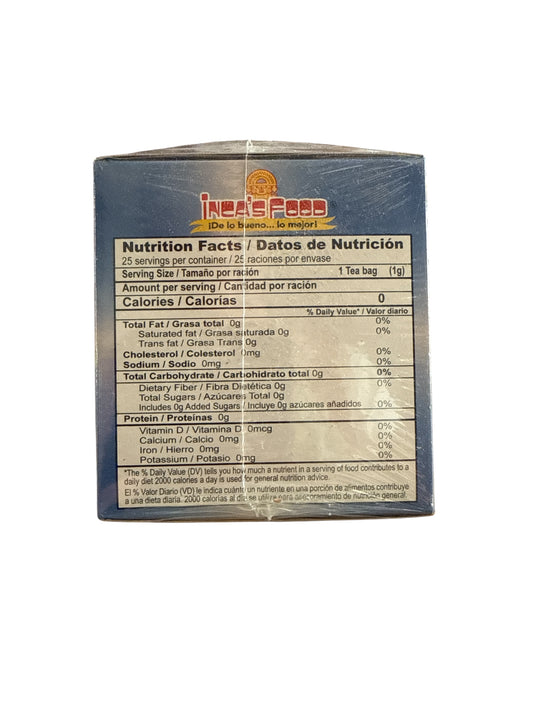 INCA'S FOOD
¡De lo bueno... lo mejor!
Nutrition Facts / Datos de Nutrición
25 servings per container / 25 raciones por envase
Serving Size / Tamaño por ración 1 Tea bag (1g)
Amount per serving / Cantidad por ración
Calories / Calorías 0
% Daily Value* / Valor diario
Total Fat / Grasa total 0g 0%
Saturated fat / Grasa saturada 0g 0%
Trans fat / Grasa Trans 0g
Cholesterol / Colesterol 0mg 0%
Sodium / Sodio 0mg 0%
Total Carbohydrate / Carbohidrato total 0g 0%
Dietary Fiber / Fibra Dietética 0g 0%
Total Sugars / Azúcares Total 0g
Includes 0g Added Sugars / Incluye 0g azúcares añadidos 0%
Protein / Proteinas 0g
Vitamin D / Vitamina D 0mcg 0%
Calcium / Calcio 0mg 0%
Iron / Hierro 0mg 0%
Potassium / Potasio 0mg 0%
*The % Daily Value (DV) tells you how much a nutrient in a serving of food contributes to a
daily diet 2000 calories a day is used for general nutrition advice.
El % Valor Diario (VD) le indica cuánto un nutriente en una porción de alimentos contribuye
a una dieta diaria. 2000 calorías al día se utiliza para asesoramiento de nutrición general.